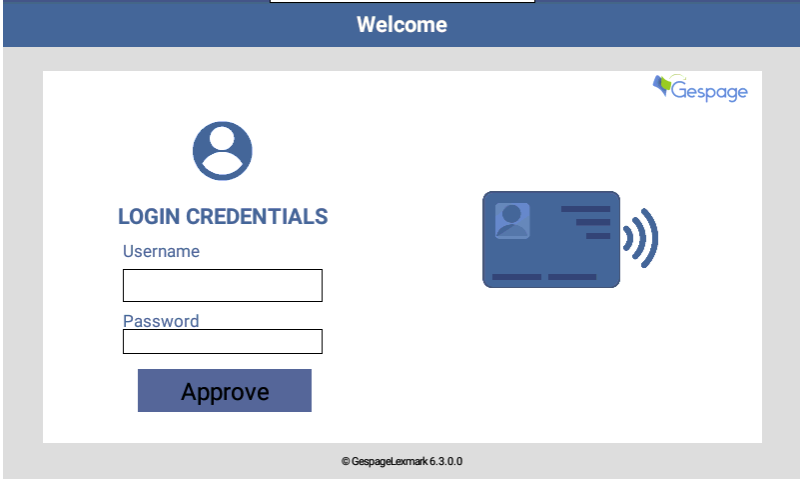 Welcome
Gespage
LOGIN CREDENTIALS
Username
Password
Approve
© GespageLexmark 6.3.0.0